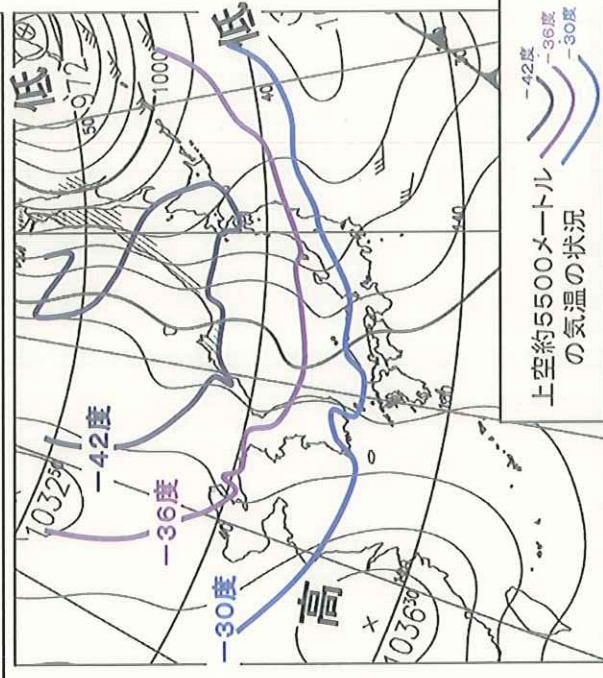 低
972
50
1000
低
40
140
1032
50
－42度
－36度
－30度
高
1036
30
上空約5500メートル
の気温の状況
－42度
－36度
－30度